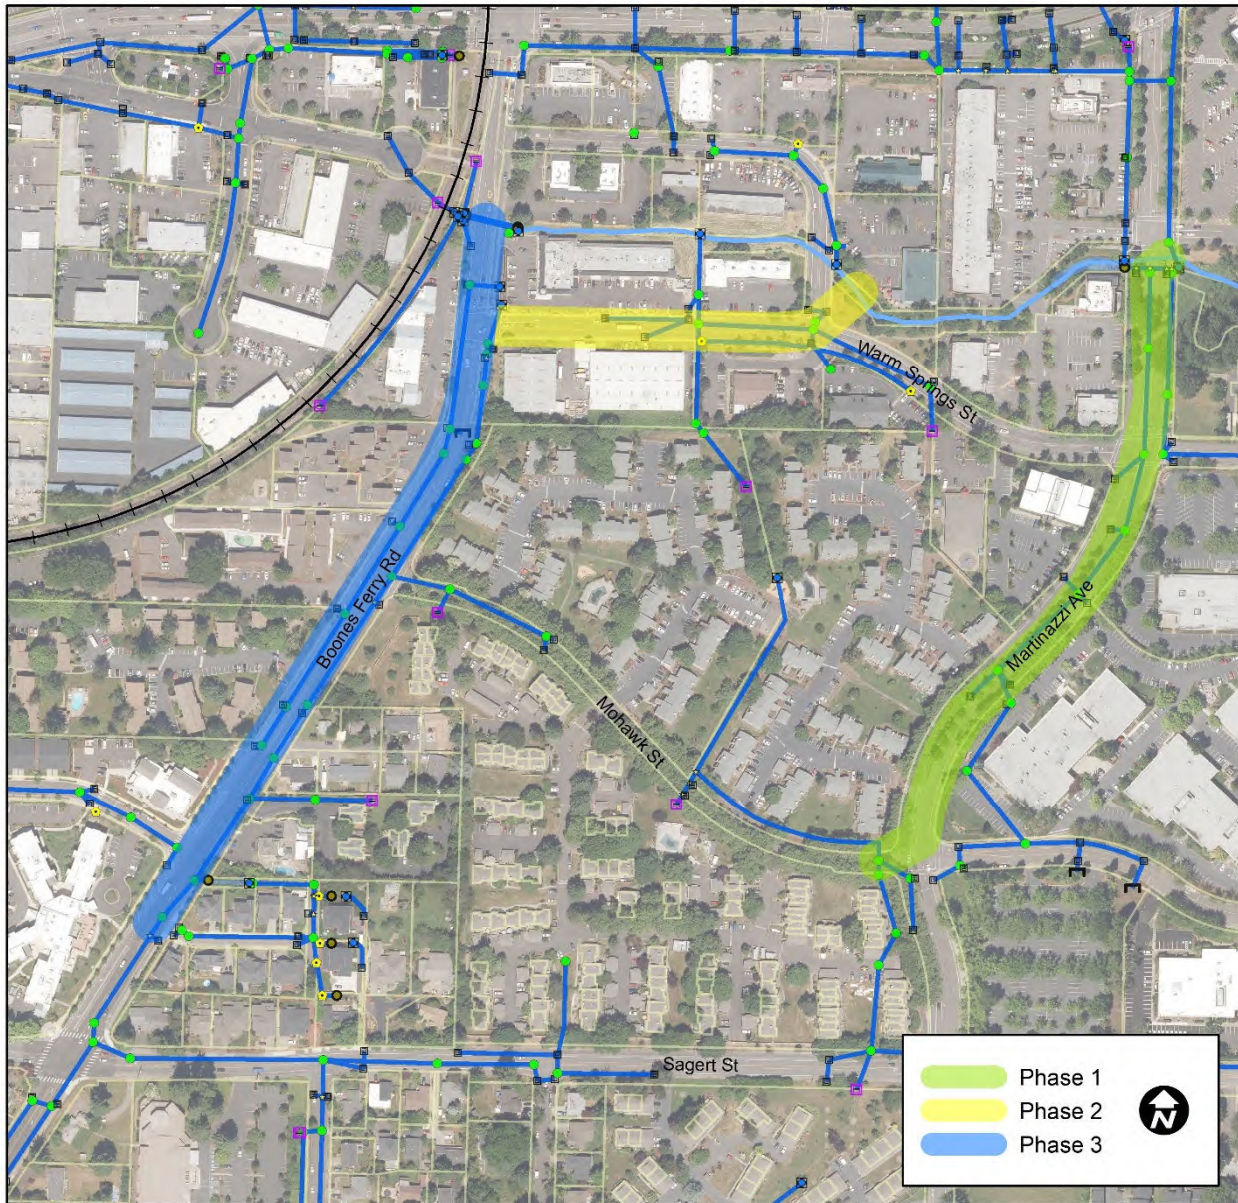 Warm Springs St
Boones Ferry Rd
Martinazzi Ave
Mohawk St
Sagert St
Phase 1
Phase 2
Phase 3
N